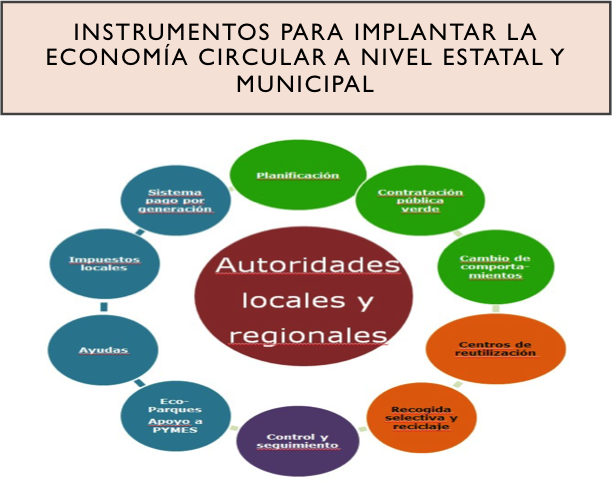 INSTRUMENTOS PARA IMPLANTAR LA
ECONOMÍA CIRCULAR A NIVEL ESTATAL Y
MUNICIPAL
Planificación
Contratación
pública
verde
Cambio de
comporta-
mientos
Centros de
reutilización
Recogida
selectiva y
reciclaje
Control y
seguimiento
Eco-
Parques
Apoyo a
PYMES
Ayudas
Impuestos
locales
Sistema
pago por
generación
Autoridades
locales y
regionales